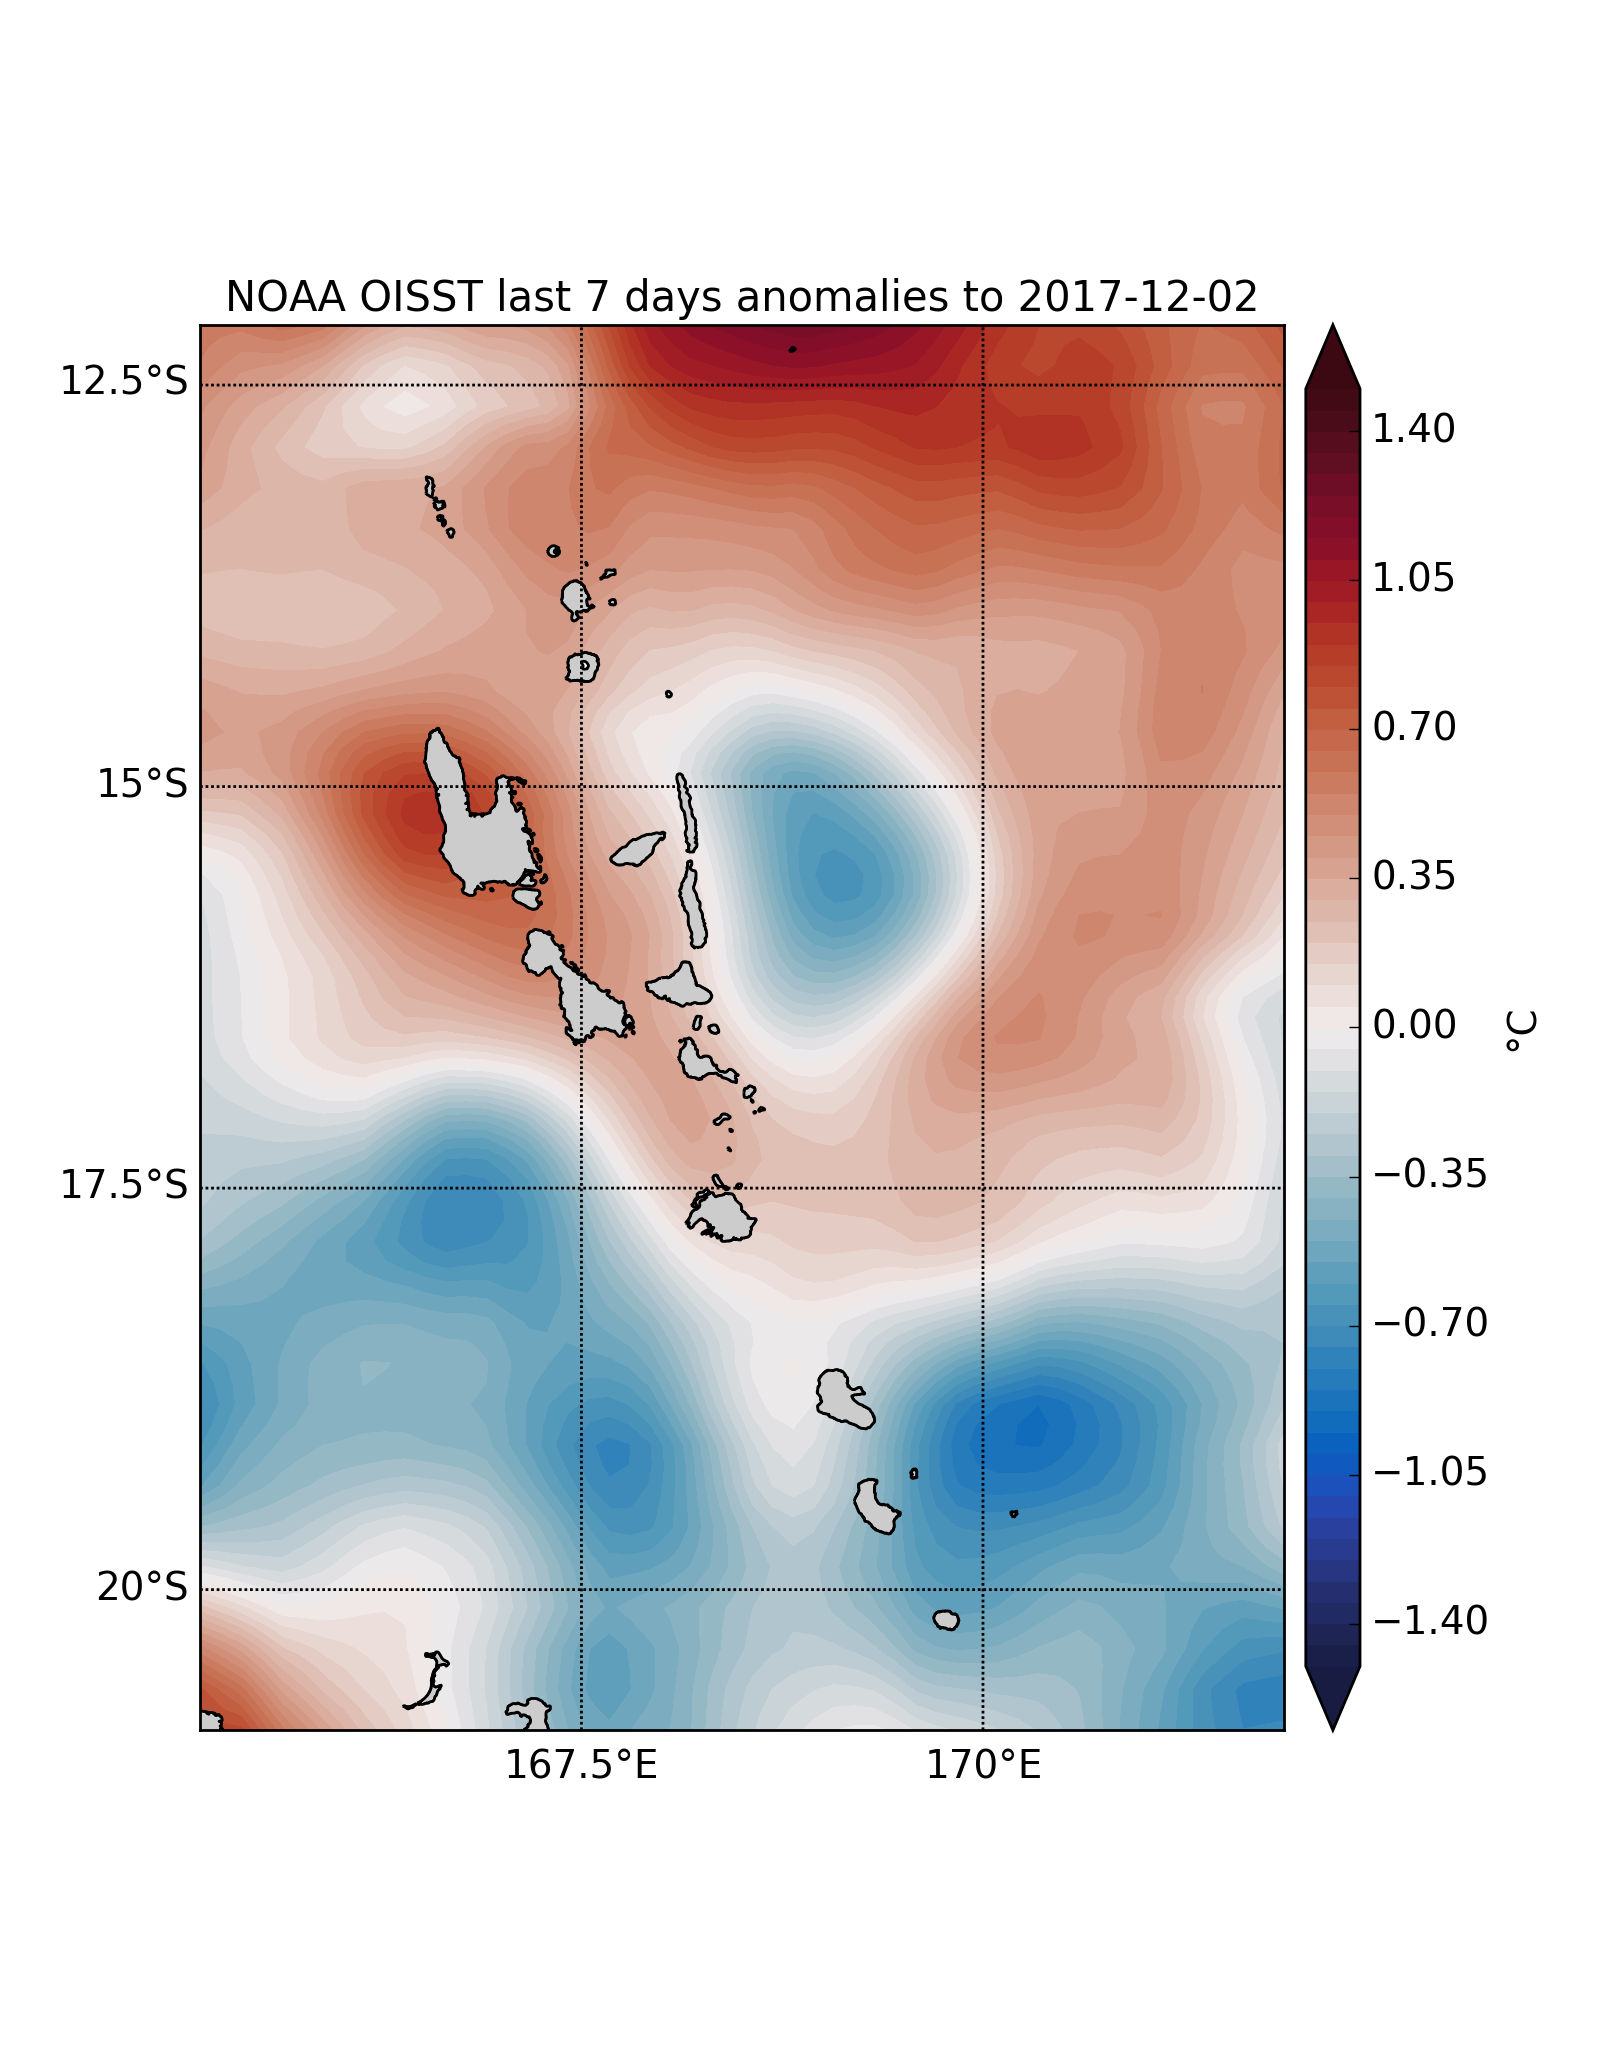 NOAA OISST last 7 days anomalies to 2017-12-02
12.5°S
15°S
17.5°S
20°S
167.5°E
170°E
1.40
1.05
0.70
0.35
0.00
−0.35
−0.70
−1.05
−1.40
°C